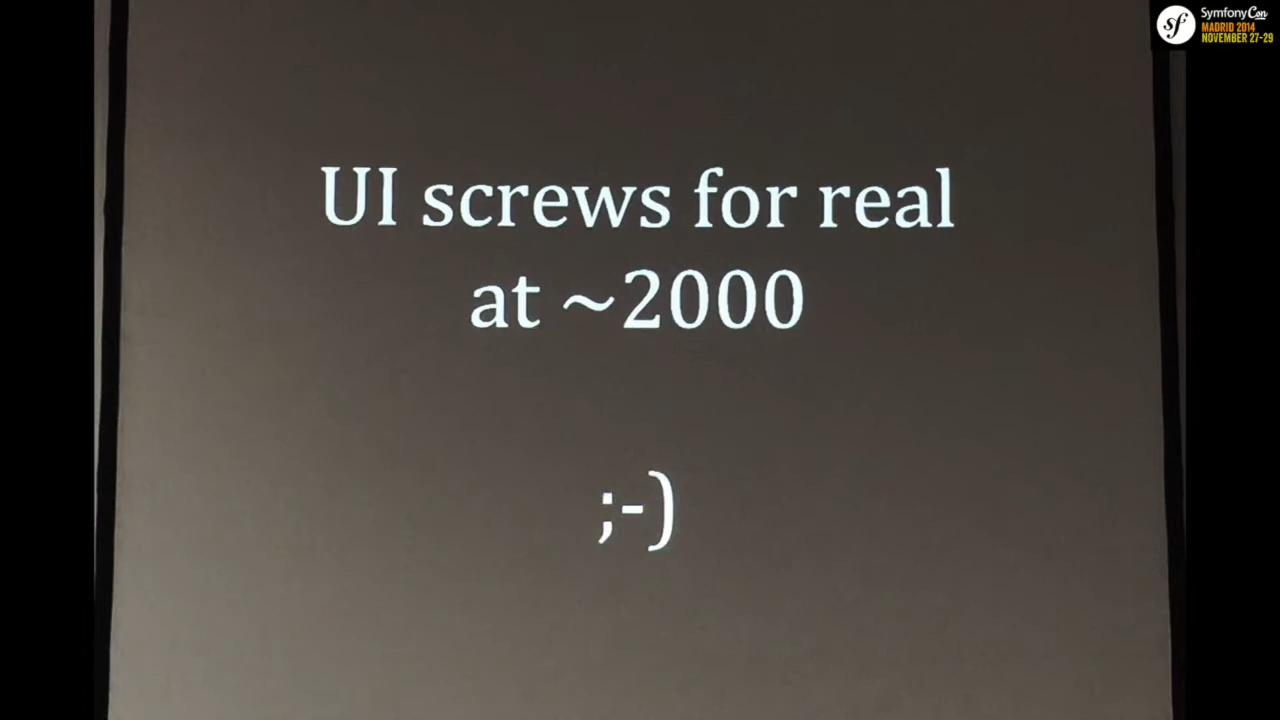 SymfonyCon
MADRID 2014
NOVEMBER 27-29
UI screws for real
at ~2000
;-)
sf